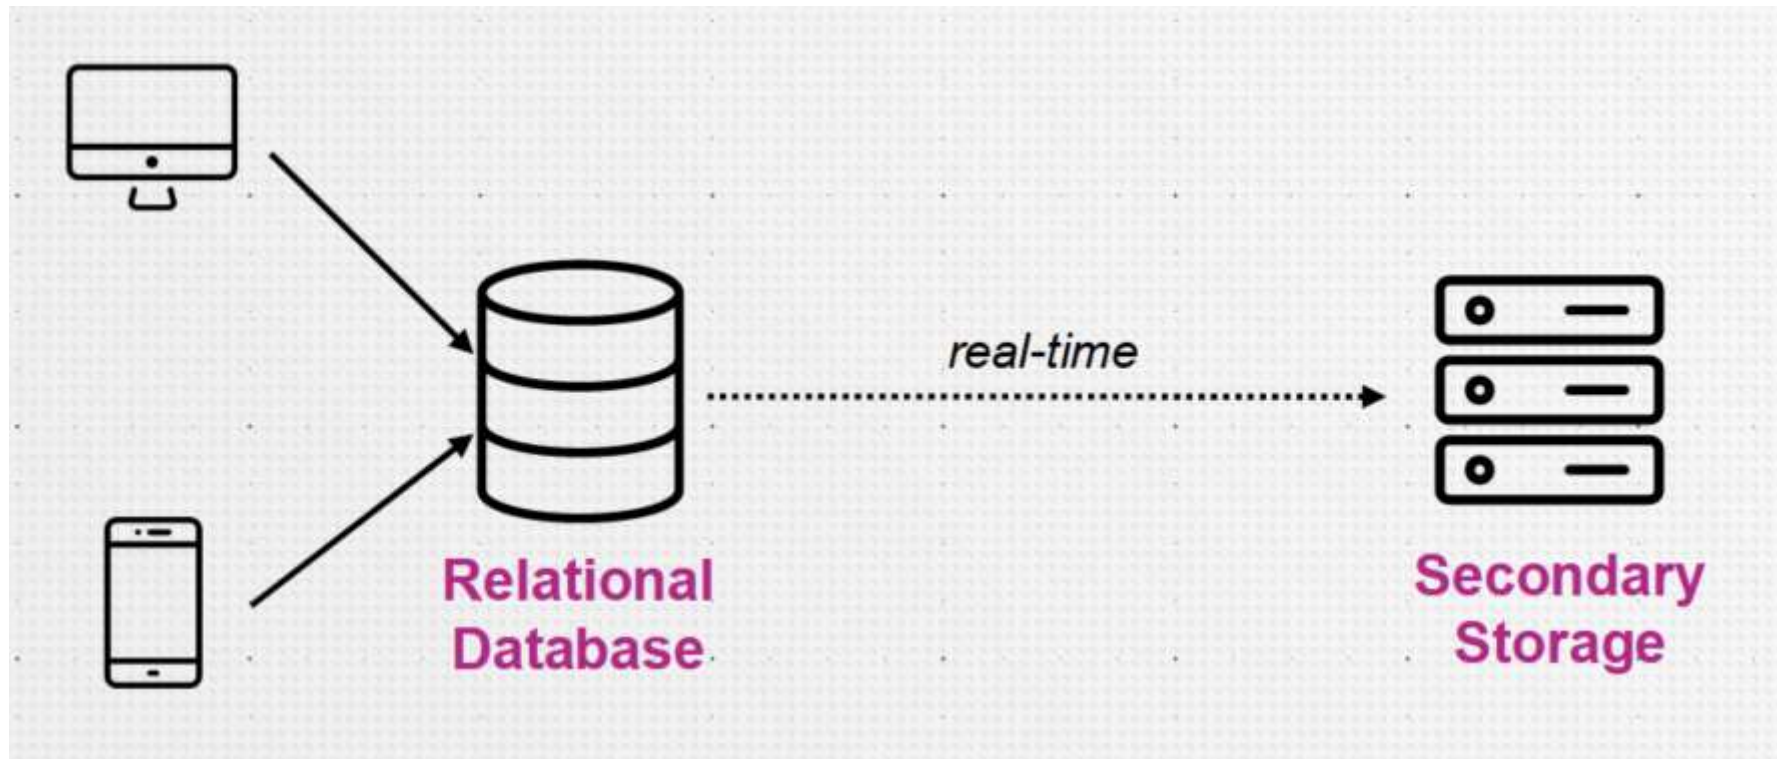 real-time
Relational
Database
Secondary
Storage